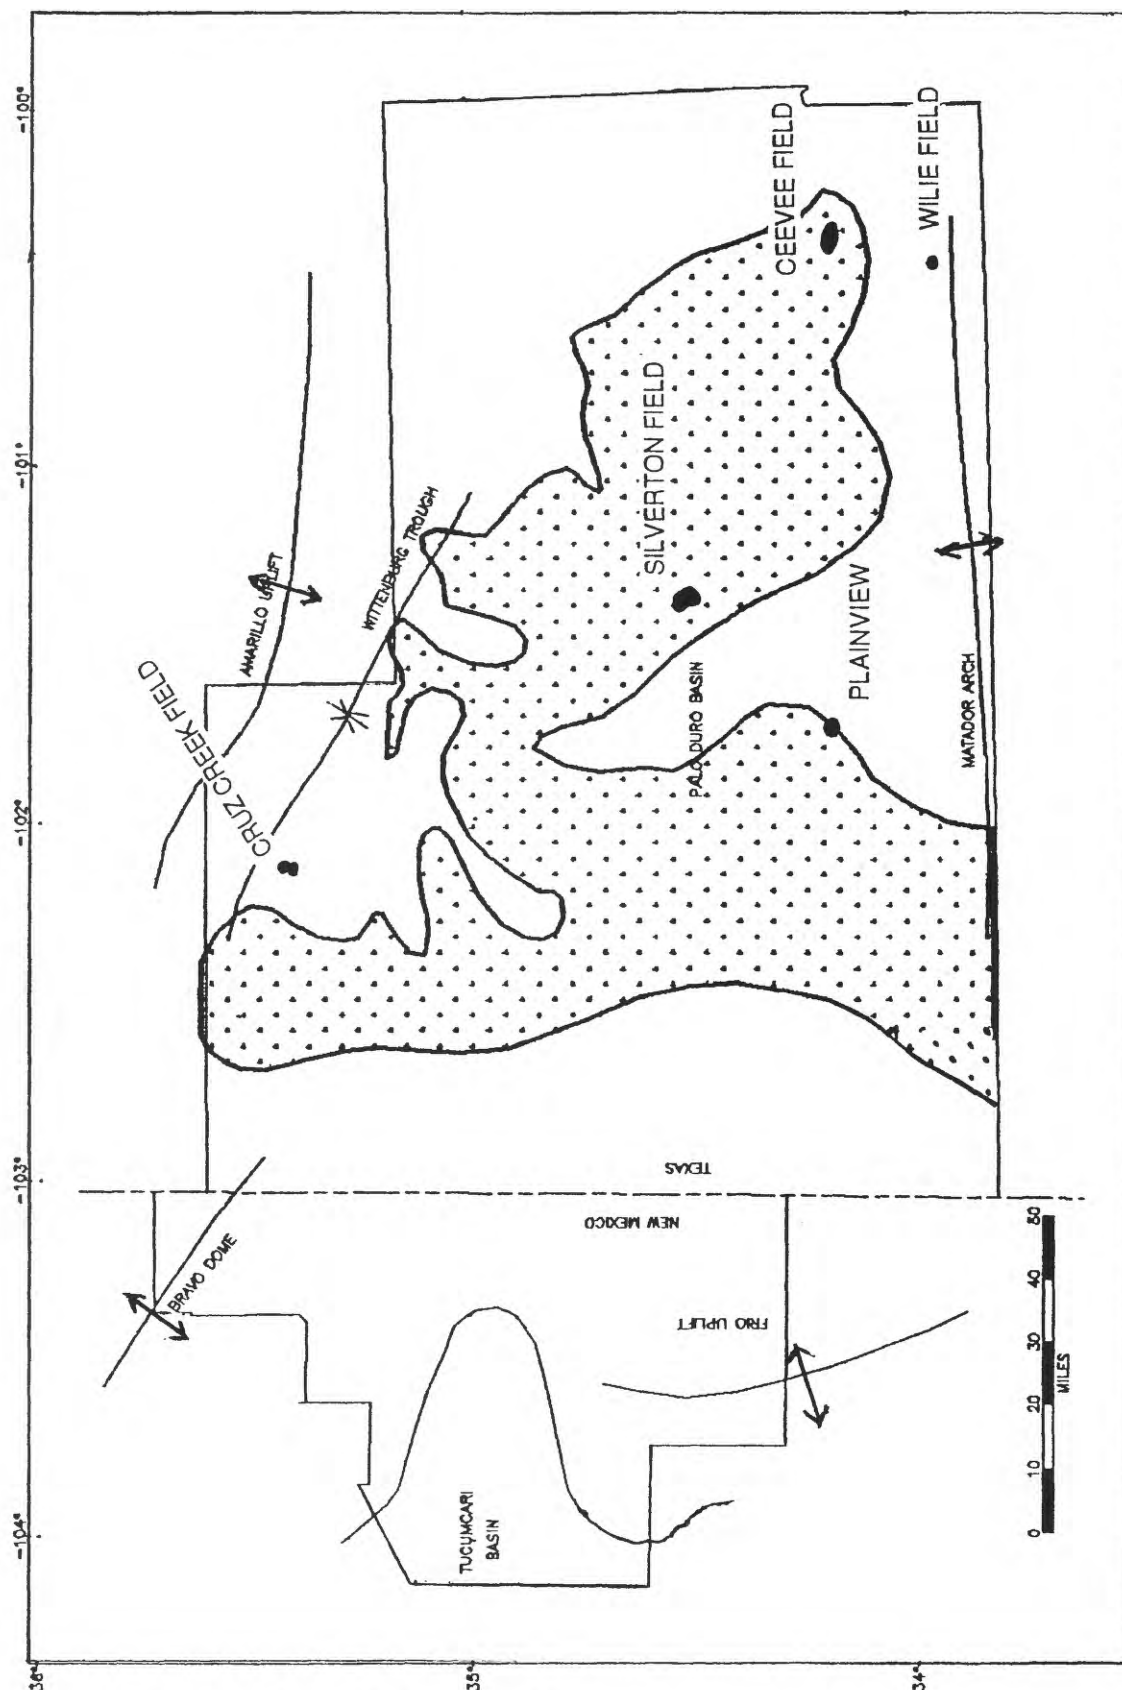 -104°
-103°
-102°
-101°
-100°
36°
35°
34°
BRAVO DOME
CRUZ CREEK FIELD
AMARILLO UPLIFT
WITTENBURG TROUGH
TUCUMCARI
BASIN
NEW MEXICO
TEXAS
FRIO UPLIFT
PALO DURO BASIN
SILVERTON FIELD
CEEVEE FIELD
PLAINVIEW
WILIE FIELD
MATADOR ARCH
0 10 20 30 40 50
MILES